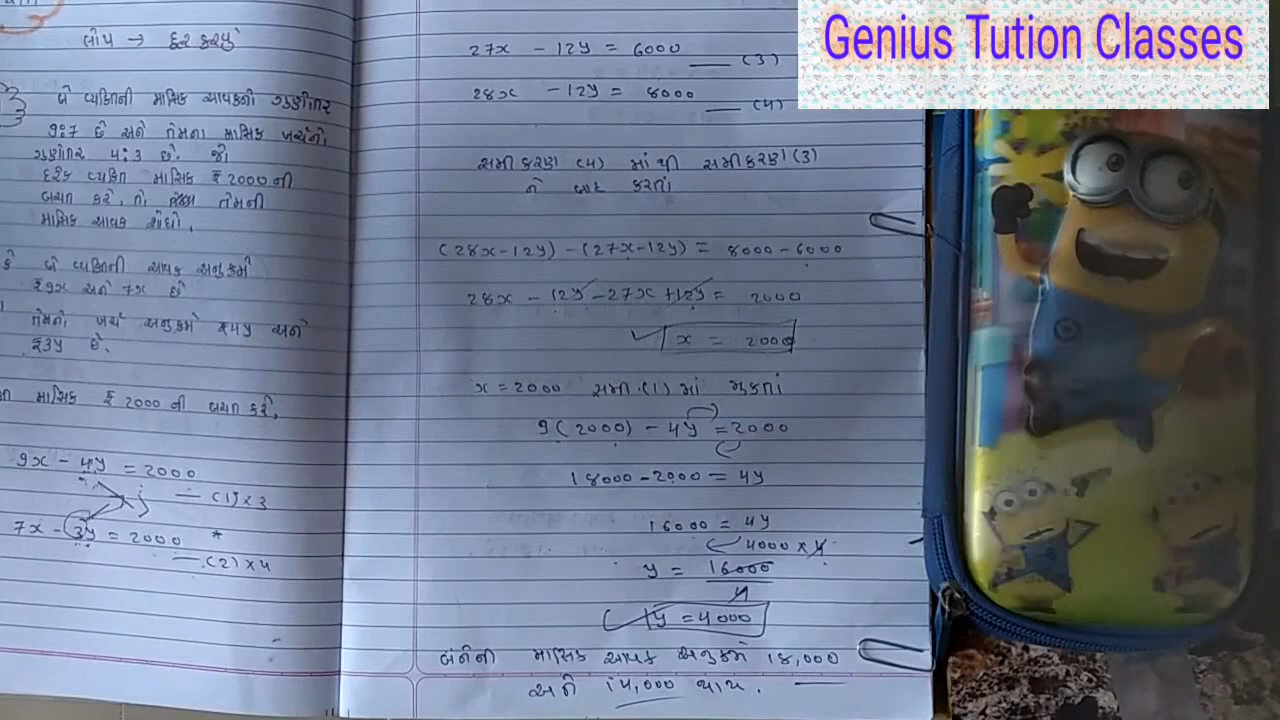 લોપ → દૂર કરવું
બે વ્યક્તિની માસિક આવકનો ગુણોત્તર
9:7 છે અને તેમના માસિક ખર્ચનો
ગુણોત્તર 4:3 છે. જો
દરેક વ્યક્તિ માસિક ₹ 2000 ની
બચત કરે, તો તેમની
માસિક આવક શોધો.
કે બે વ્યક્તિની આવક અનુક્રમે
₹ 9x અને 7x છે
તેમનો ખર્ચ અનુક્રમે ₹ 4y અને
₹ 3y છે.
માસિક ₹ 2000 ની બચત કરે,
9x - 4y = 2000
— (1) x 3
7x - 3y = 2000 *
— (2) x 4
27x - 12y = 6000
— (3)
28x - 12y = 8000
— (4)
સમીકરણ (4) માંથી સમીકરણ (3)
ને બાદ કરતાં
(28x - 12y) - (27x - 12y) = 8000 - 6000
28x - 12y - 27x + 12y = 2000
x = 2000
x = 2000 સમી.(1) માં મુકતાં
9(2000) - 4y = 2000
18000 - 2000 = 4y
16000 = 4y
4000 x 4
y = 16000
4
y = 4000
બંનેની માસિક આવક અનુક્રમે 18,000
અને 14,000 થાય.
Genius Tution Classes